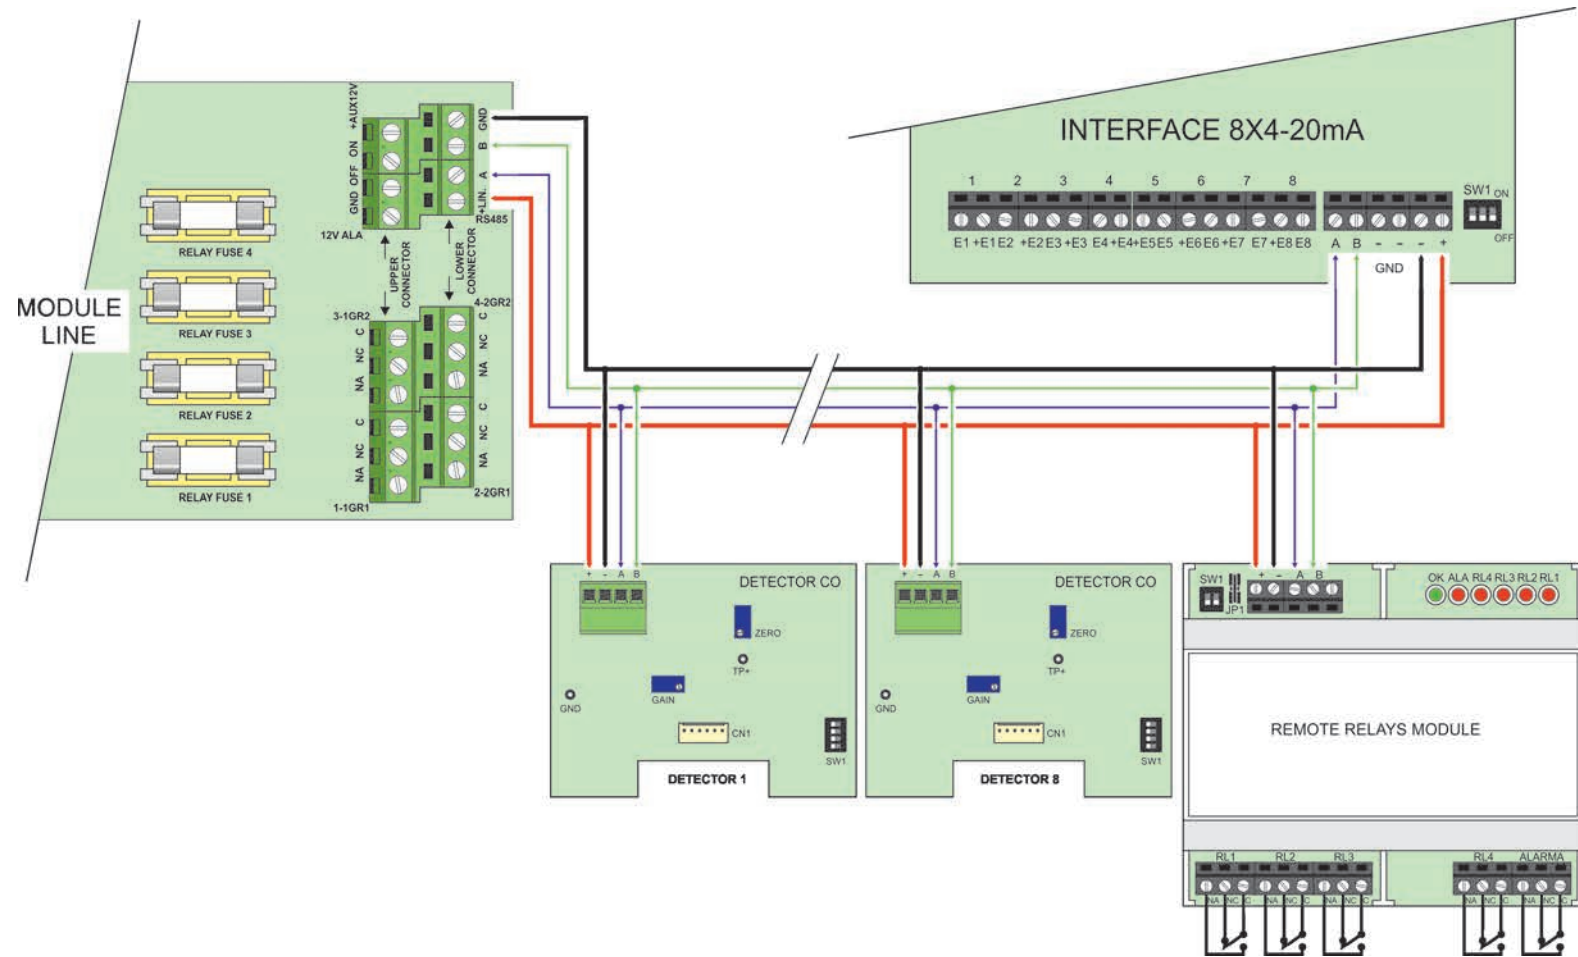 MODULE
LINE
RELAY FUSE 4
RELAY FUSE 3
RELAY FUSE 2
RELAY FUSE 1
+AUX12V
ON
OFF
GND
12V ALA
GND
B
A
+LIN.
RS485
UPPER
CONNECTOR
LOWER
CONNECTOR
3-1GR2
4-2GR2
C
NC
NA
C
NC
NA
C
NC
NA
C
NC
NA
1-1GR1
2-2GR1
INTERFACE 8X4-20mA
1 2 3 4 5 6 7 8
E1 +E1 E2 +E2 E3 +E3 E4 +E4 +E5 E5 +E6 E6 +E7 E7 +E8 E8
A B - - - +
GND
SW1 ON
OFF
+ - A B
DETECTOR CO
ZERO
TP+
GAIN
GND
CN1
SW1
DETECTOR 1
+ - A B
DETECTOR CO
ZERO
TP+
GAIN
GND
CN1
SW1
DETECTOR 8
SW1
JP1
+ - A B
OK ALA RL4 RL3 RL2 RL1
REMOTE RELAYS MODULE
RL1 RL2 RL3 RL4 ALARMA
NA NC C NA NC C NA NC C NA NC C NA NC C